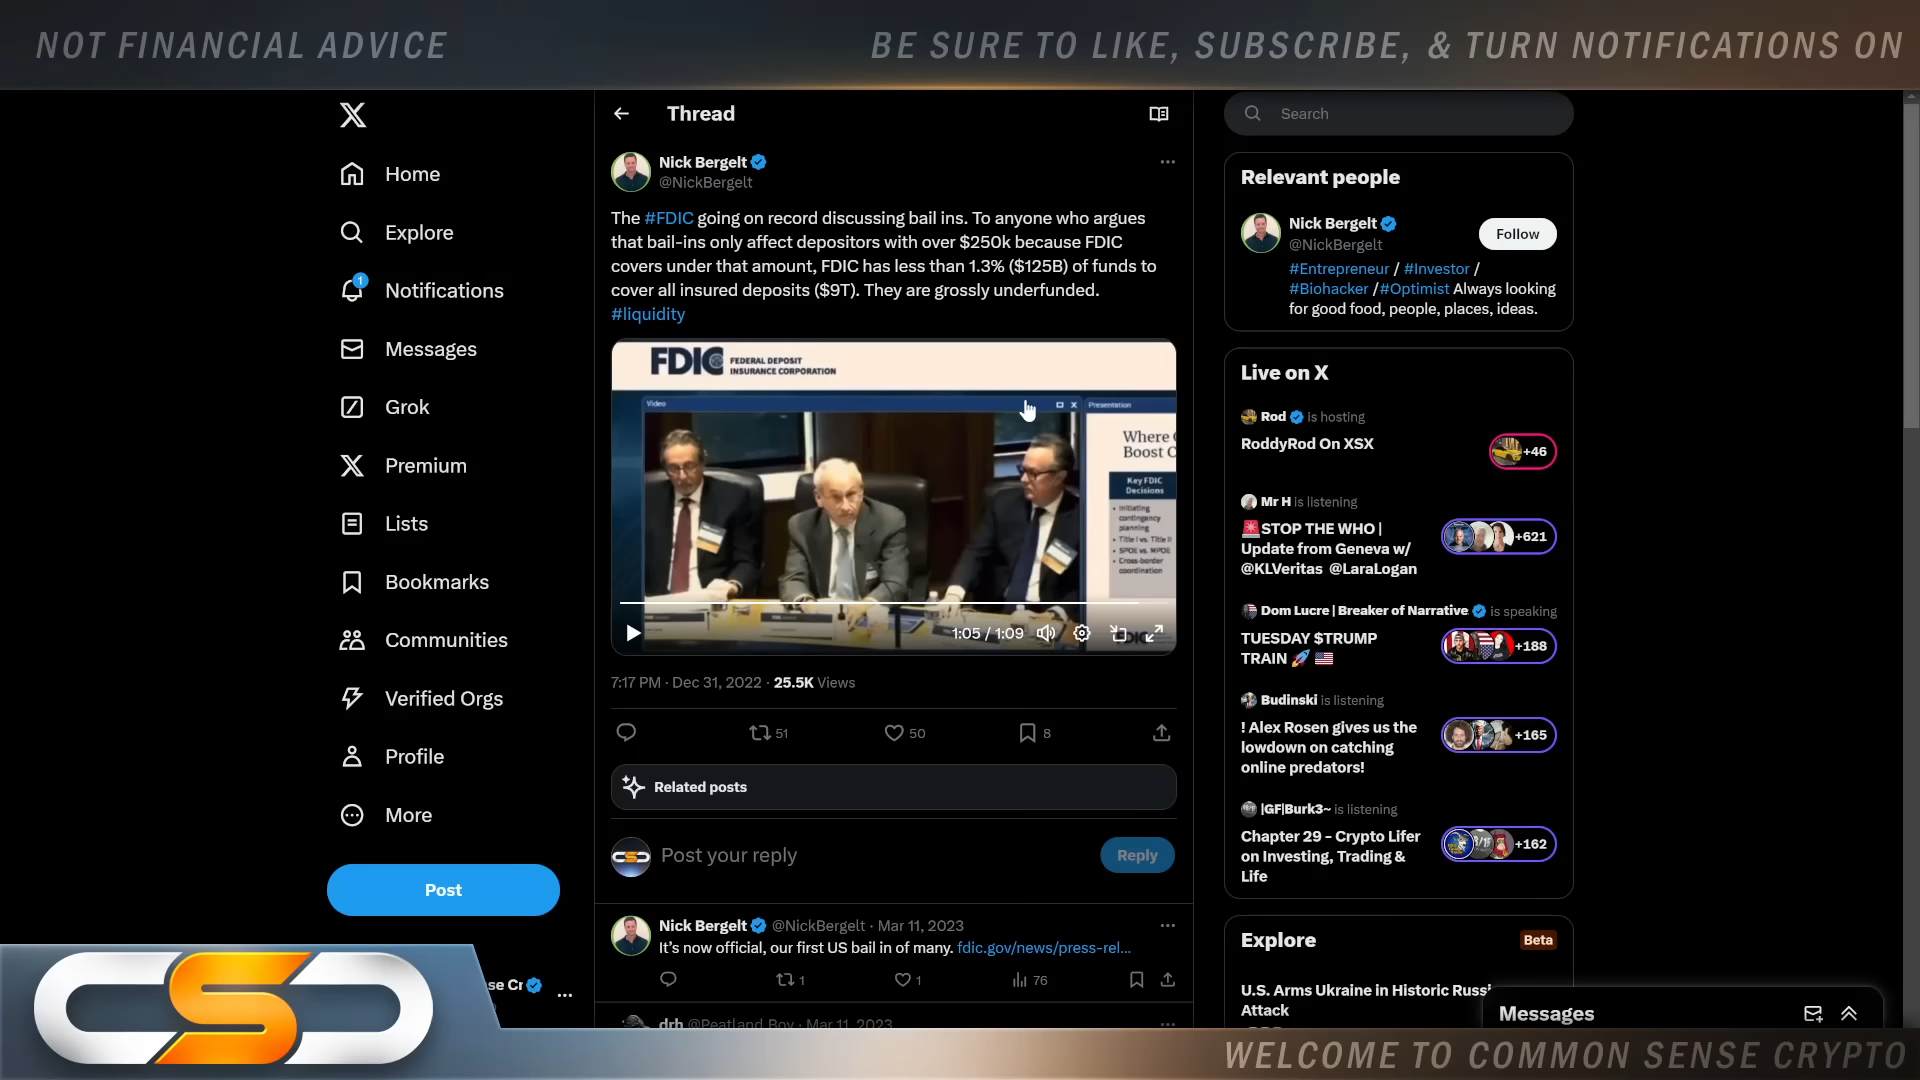 NOT FINANCIAL ADVICE
BE SURE TO LIKE, SUBSCRIBE, & TURN NOTIFICATIONS ON
Home
Explore
1
Notifications
Messages
Grok
Premium
Lists
Bookmarks
Communities
Verified Orgs
Profile
More
Post
se Cr
Thread
Nick Bergelt
@NickBergelt
The #FDIC going on record discussing bail ins. To anyone who argues
that bail-ins only affect depositors with over $250k because FDIC
covers under that amount, FDIC has less than 1.3% ($125B) of funds to
cover all insured deposits ($9T). They are grossly underfunded.
#liquidity
FDIC FEDERAL DEPOSIT
INSURANCE CORPORATION
Video
Presentation
Where
Boost C
Key FDIC
Decisions
• Initiating
contingency
planning
• Title I vs. Title II
• SPOE vs. MPOE
• Cross-border
coordination
1:05 / 1:09
7:17 PM · Dec 31, 2022 · 25.5K Views
51
50
8
Related posts
Post your reply
Reply
Nick Bergelt @NickBergelt · Mar 11, 2023
It's now official, our first US bail in of many. fdic.gov/news/press-rel...
1
1
76
drh @Peatland_Boy · Mar 11, 2023
Search
Relevant people
Nick Bergelt
@NickBergelt
Follow
#Entrepreneur / #Investor /
#Biohacker /#Optimist Always looking
for good food, people, places, ideas.
Live on X
Rod is hosting
RoddyRod On XSX
+46
Mr H is listening
STOP THE WHO |
Update from Geneva w/
@KLVeritas @LaraLogan
+621
Dom Lucre | Breaker of Narrative is speaking
TUESDAY $TRUMP
TRAIN
+188
Budinski is listening
! Alex Rosen gives us the
lowdown on catching
online predators!
+165
|GF|Burk3~ is listening
Chapter 29 – Crypto Lifer
on Investing, Trading &
Life
+162
Explore
Beta
U.S. Arms Ukraine in Historic Russi
Attack
Messages
CSC
WELCOME TO COMMON SENSE CRYPTO